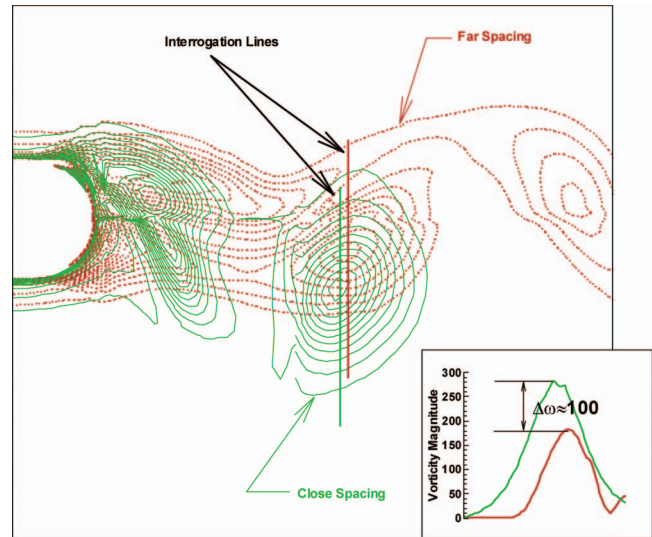 Interrogation Lines
Far Spacing
Close Spacing
300
250
200
150
100
50
0
Vorticity Magnitude
Δω≈100